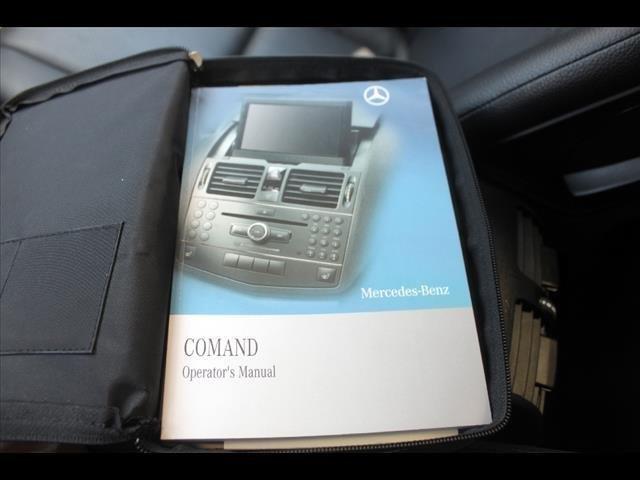 Mercedes-Benz
COMAND
Operator's Manual